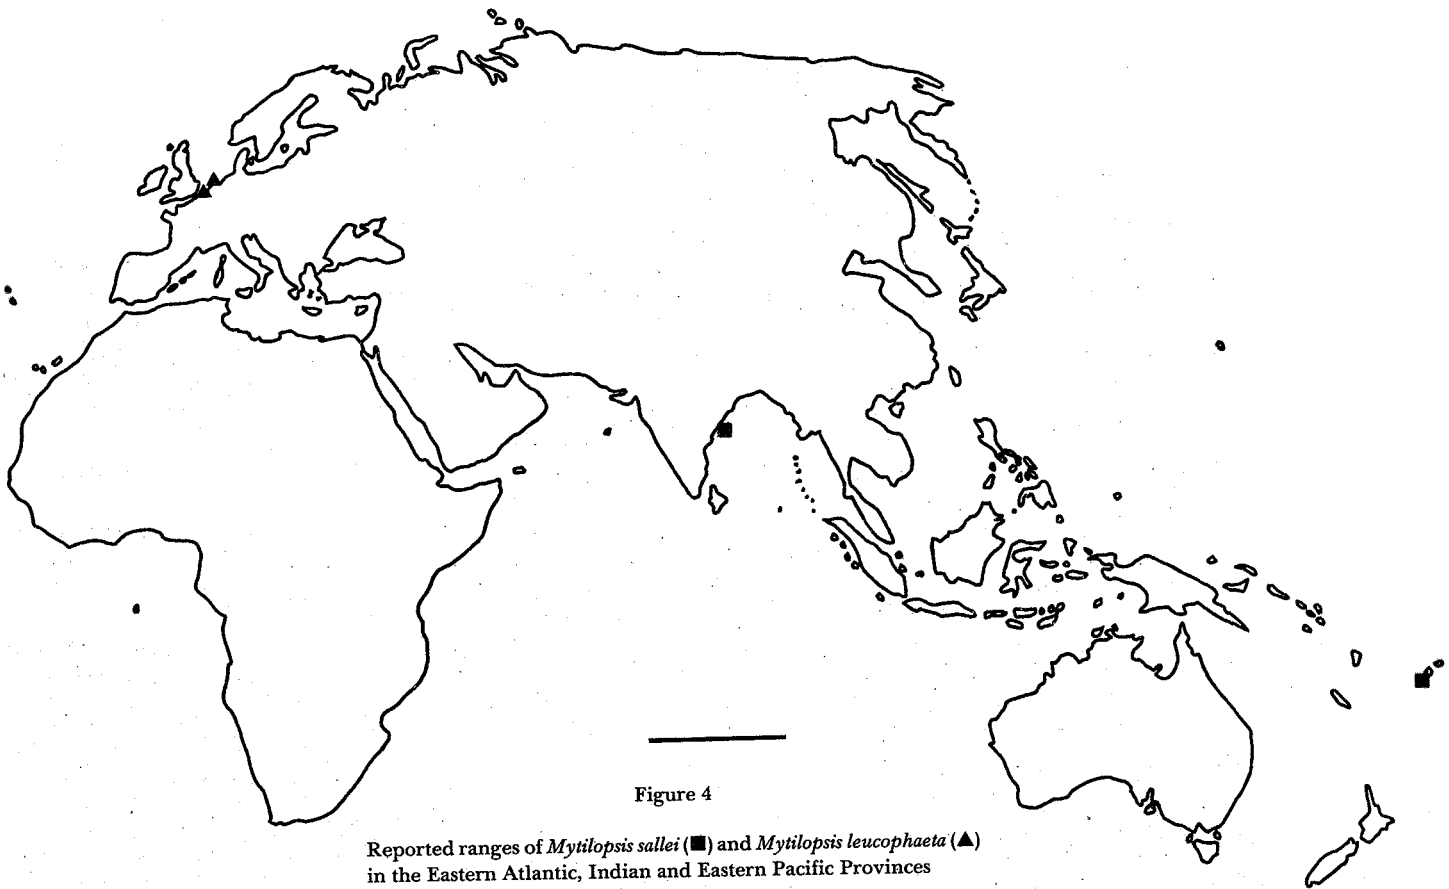 Figure 4
Reported ranges of Mytilopsis sallei (■) and Mytilopsis leucophaeta (▲)
in the Eastern Atlantic, Indian and Eastern Pacific Provinces